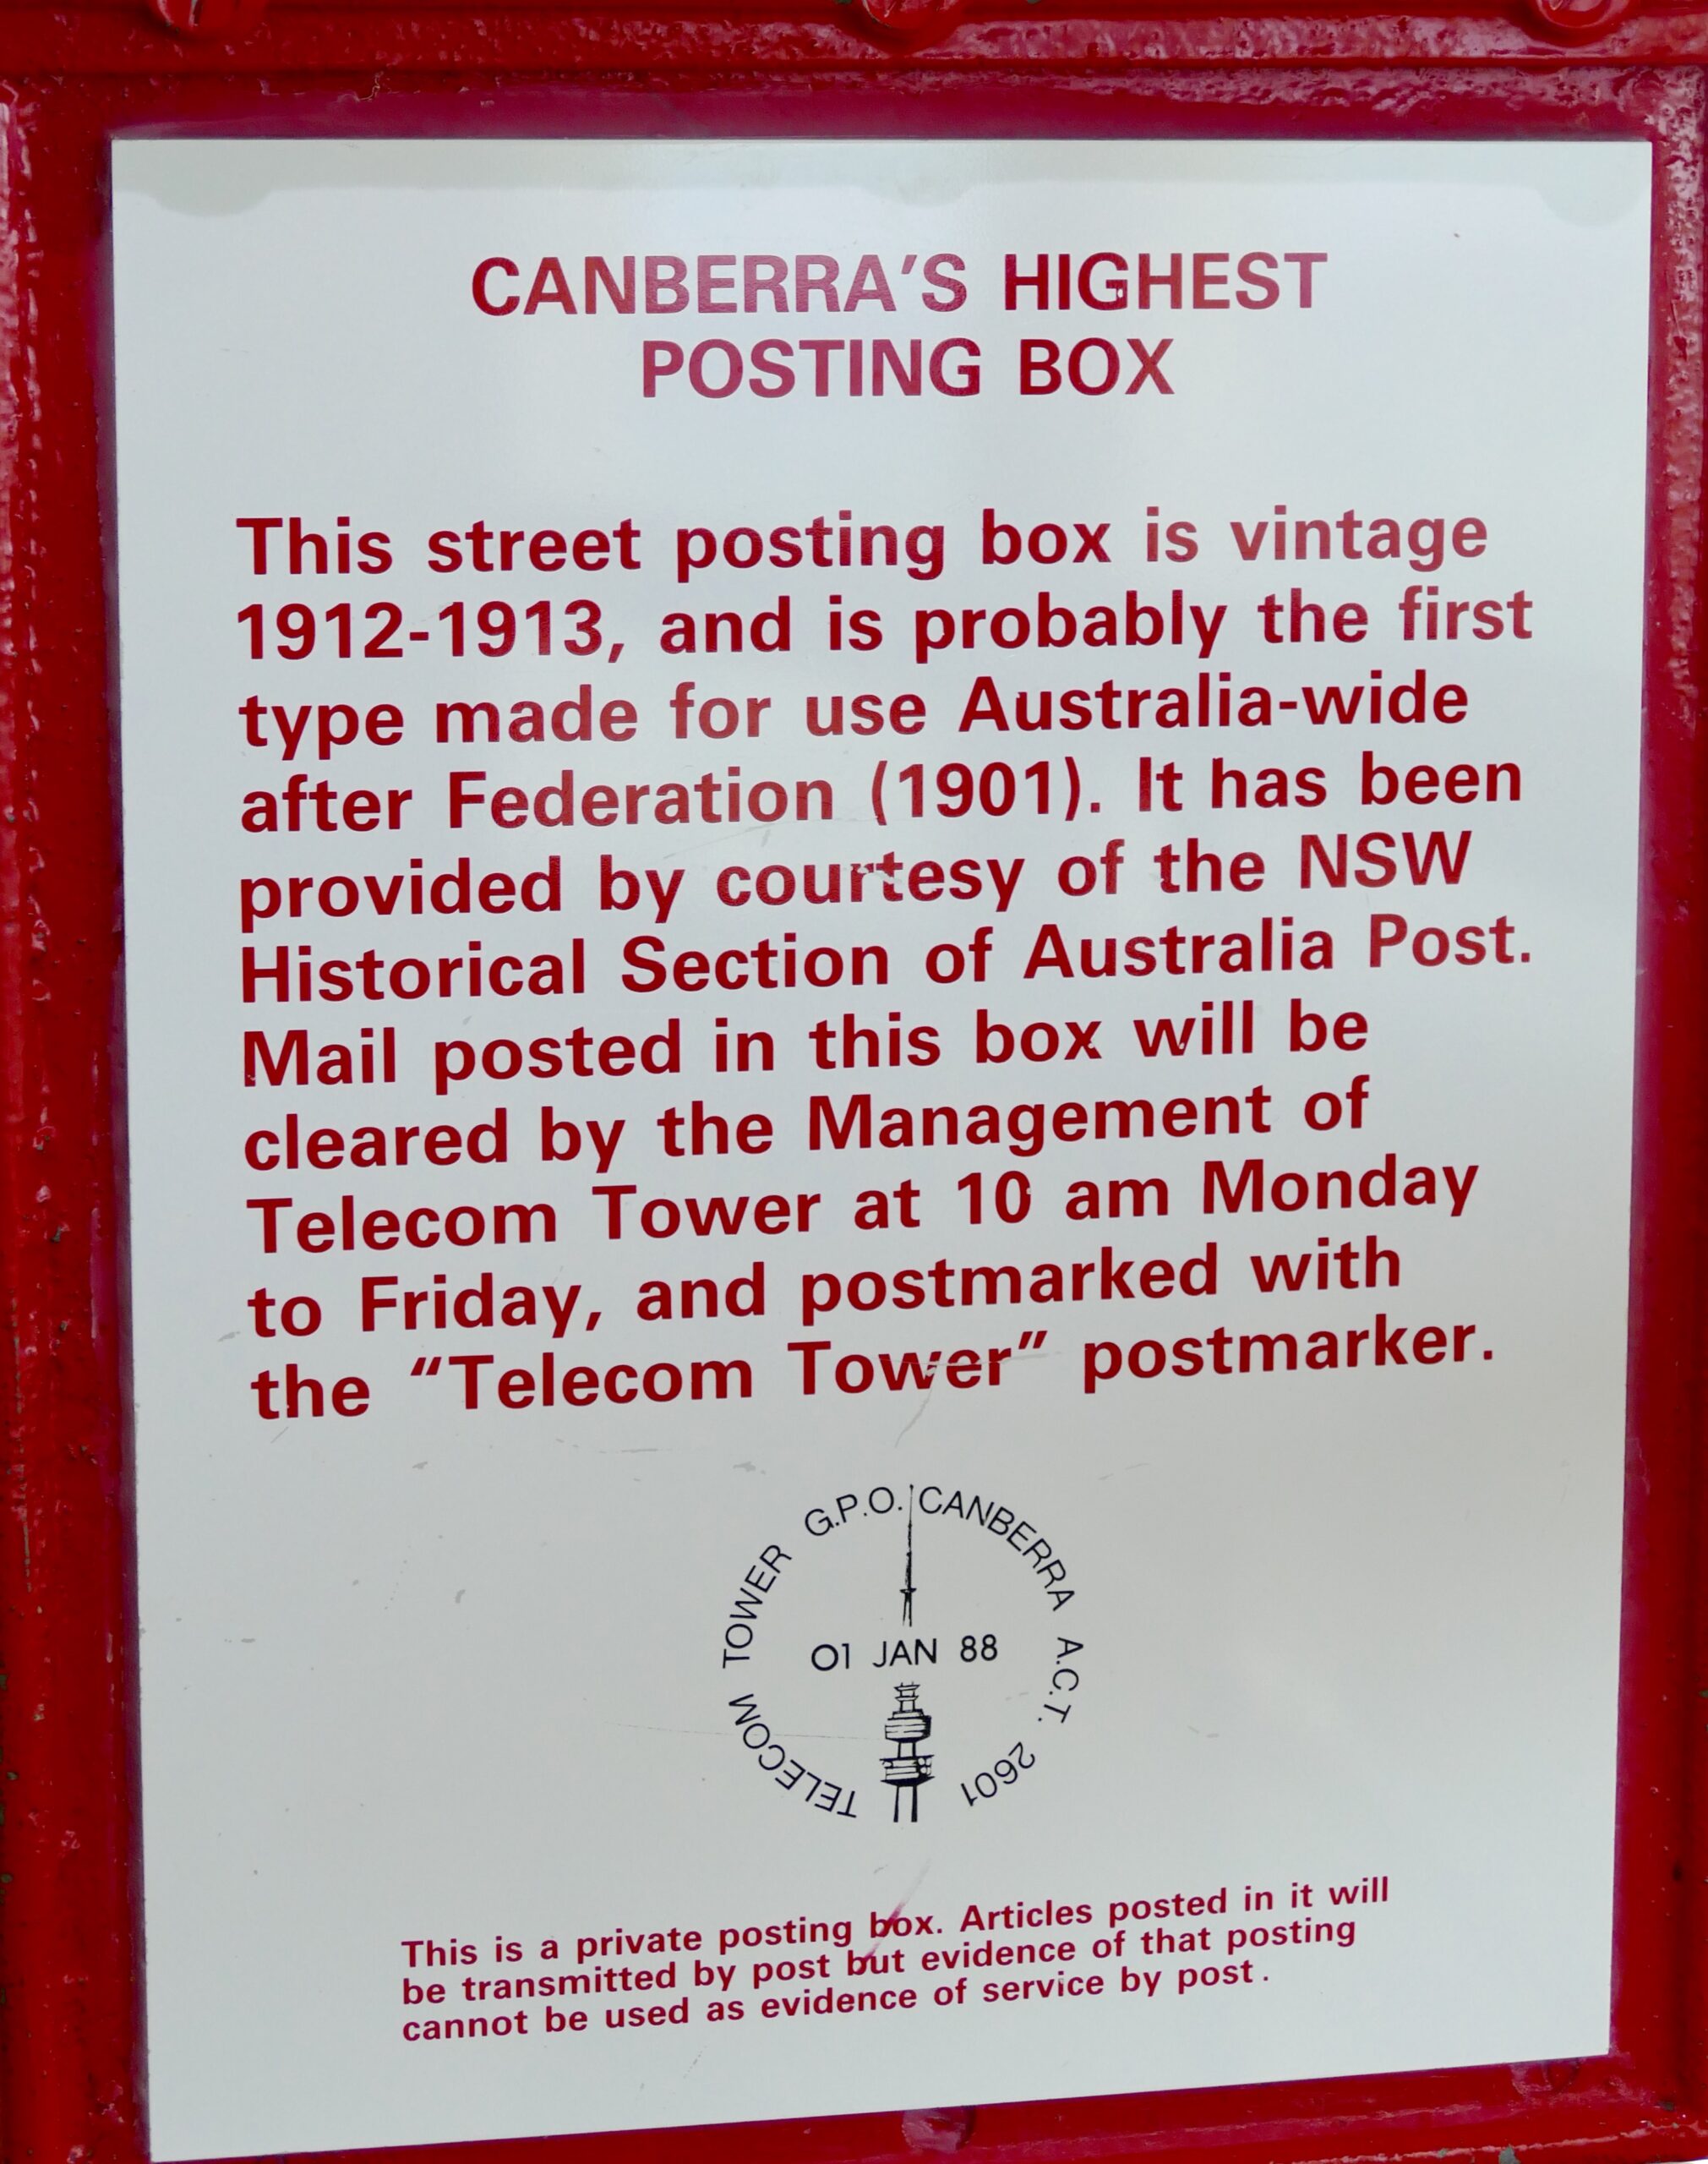 CANBERRA'S HIGHEST
POSTING BOX
This street posting box is vintage
1912-1913, and is probably the first
type made for use Australia-wide
after Federation (1901). It has been
provided by courtesy of the NSW
Historical Section of Australia Post.
Mail posted in this box will be
cleared by the Management of
Telecom Tower at 10 am Monday
to Friday, and postmarked with
the “Telecom Tower” postmarker.
TELECOM TOWER G.P.O. CANBERRA A.C.T. 2601
01 JAN 88
This is a private posting box. Articles posted in it will
be transmitted by post but evidence of that posting
cannot be used as evidence of service by post.